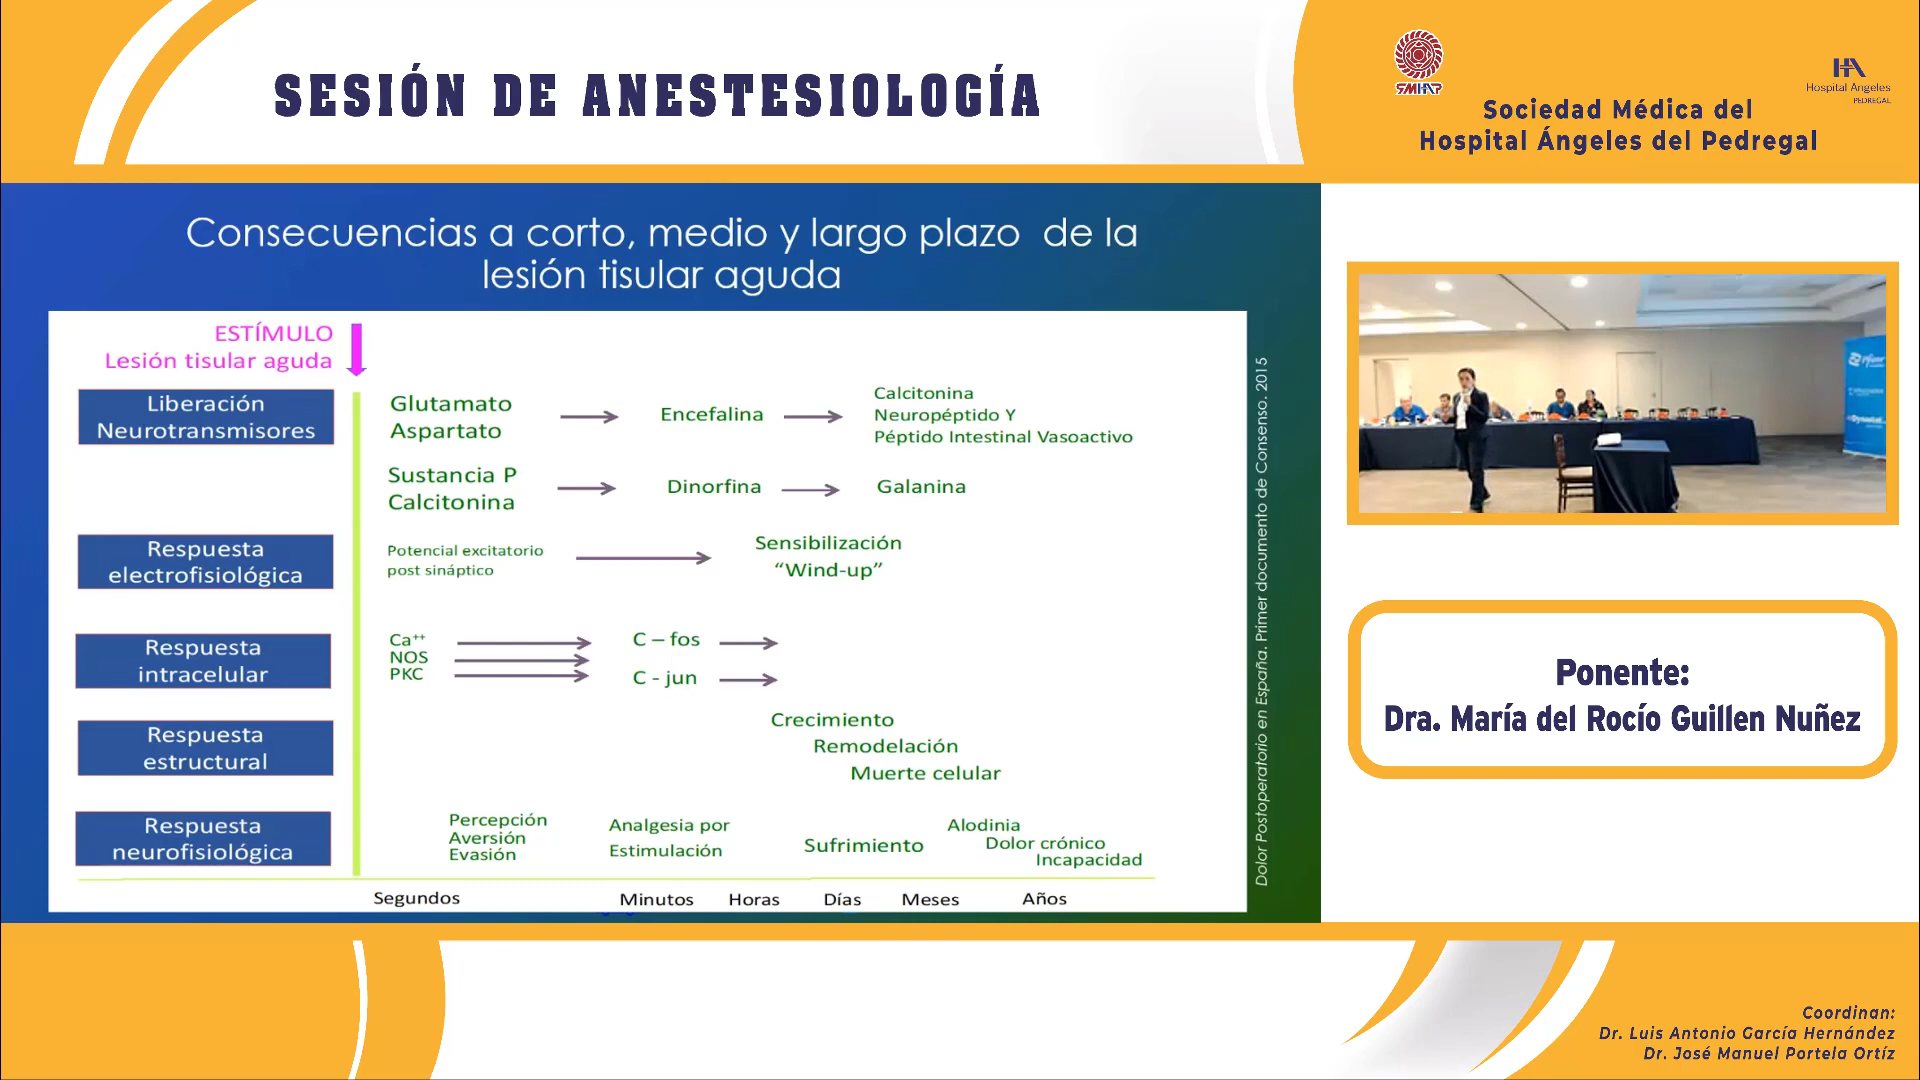 SESIÓN DE ANESTESIOLOGÍA
SMHAP
HA
Hospital Angeles
PEDREGAL
Sociedad Médica del
Hospital Ángeles del Pedregal
Consecuencias a corto, medio y largo plazo de la
lesión tisular aguda
ESTÍMULO
Lesión tisular aguda
Liberación
Neurotransmisores
Glutamato
Aspartato
Encefalina
Calcitonina
Neuropéptido Y
Péptido Intestinal Vasoactivo
Sustancia P
Calcitonina
Dinorfina
Galanina
Respuesta
electrofisiológica
Potencial excitatorio
post sináptico
Sensibilización
“Wind-up”
Respuesta
intracelular
Ca⁺⁺
NOS
PKC
C – fos
C - jun
Respuesta
estructural
Crecimiento
Remodelación
Muerte celular
Respuesta
neurofisiológica
Percepción
Aversión
Evasión
Analgesia por
Estimulación
Sufrimiento
Alodinia
Dolor crónico
Incapacidad
Segundos Minutos Horas Días Meses Años
Dolor Postoperatorio en España. Primer documento de Consenso. 2015
Pfizer
Ponente:
Dra. María del Rocío Guillen Nuñez
Coordinan:
Dr. Luis Antonio García Hernández
Dr. José Manuel Portela Ortíz